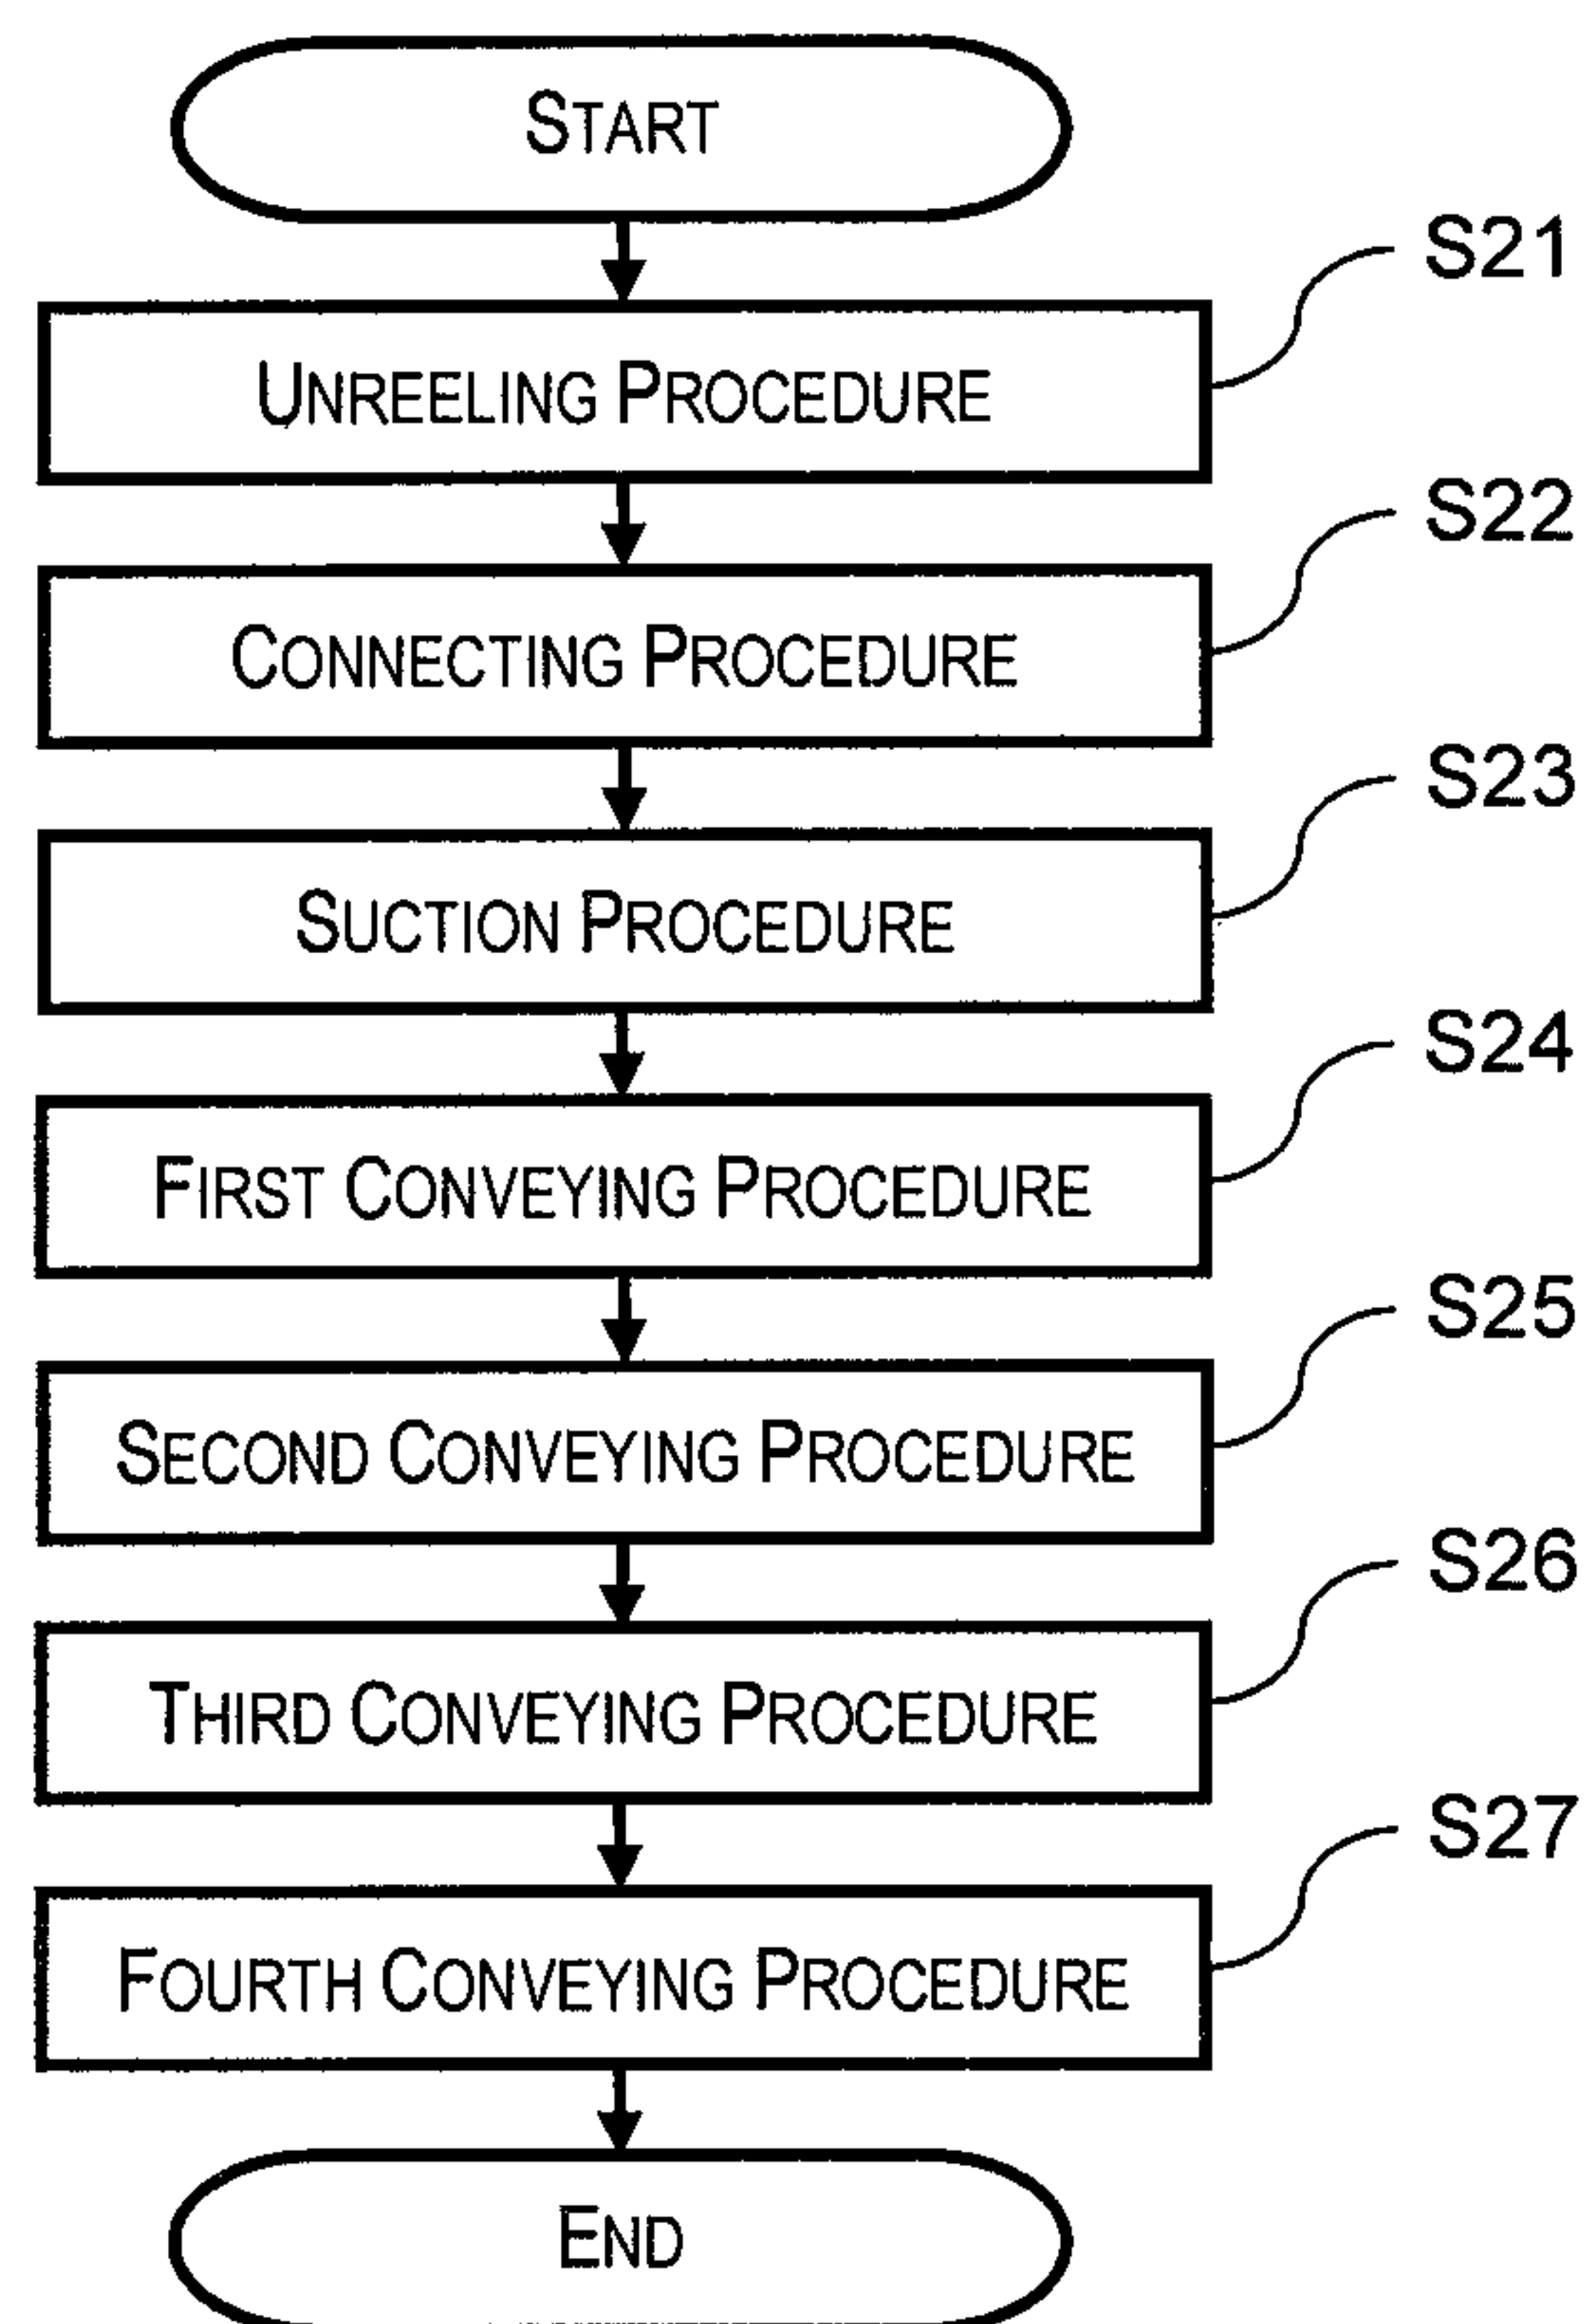 START
S21
UNREELING PROCEDURE
S22
CONNECTING PROCEDURE
S23
SUCTION PROCEDURE
S24
FIRST CONVEYING PROCEDURE
S25
SECOND CONVEYING PROCEDURE
S26
THIRD CONVEYING PROCEDURE
S27
FOURTH CONVEYING PROCEDURE
END